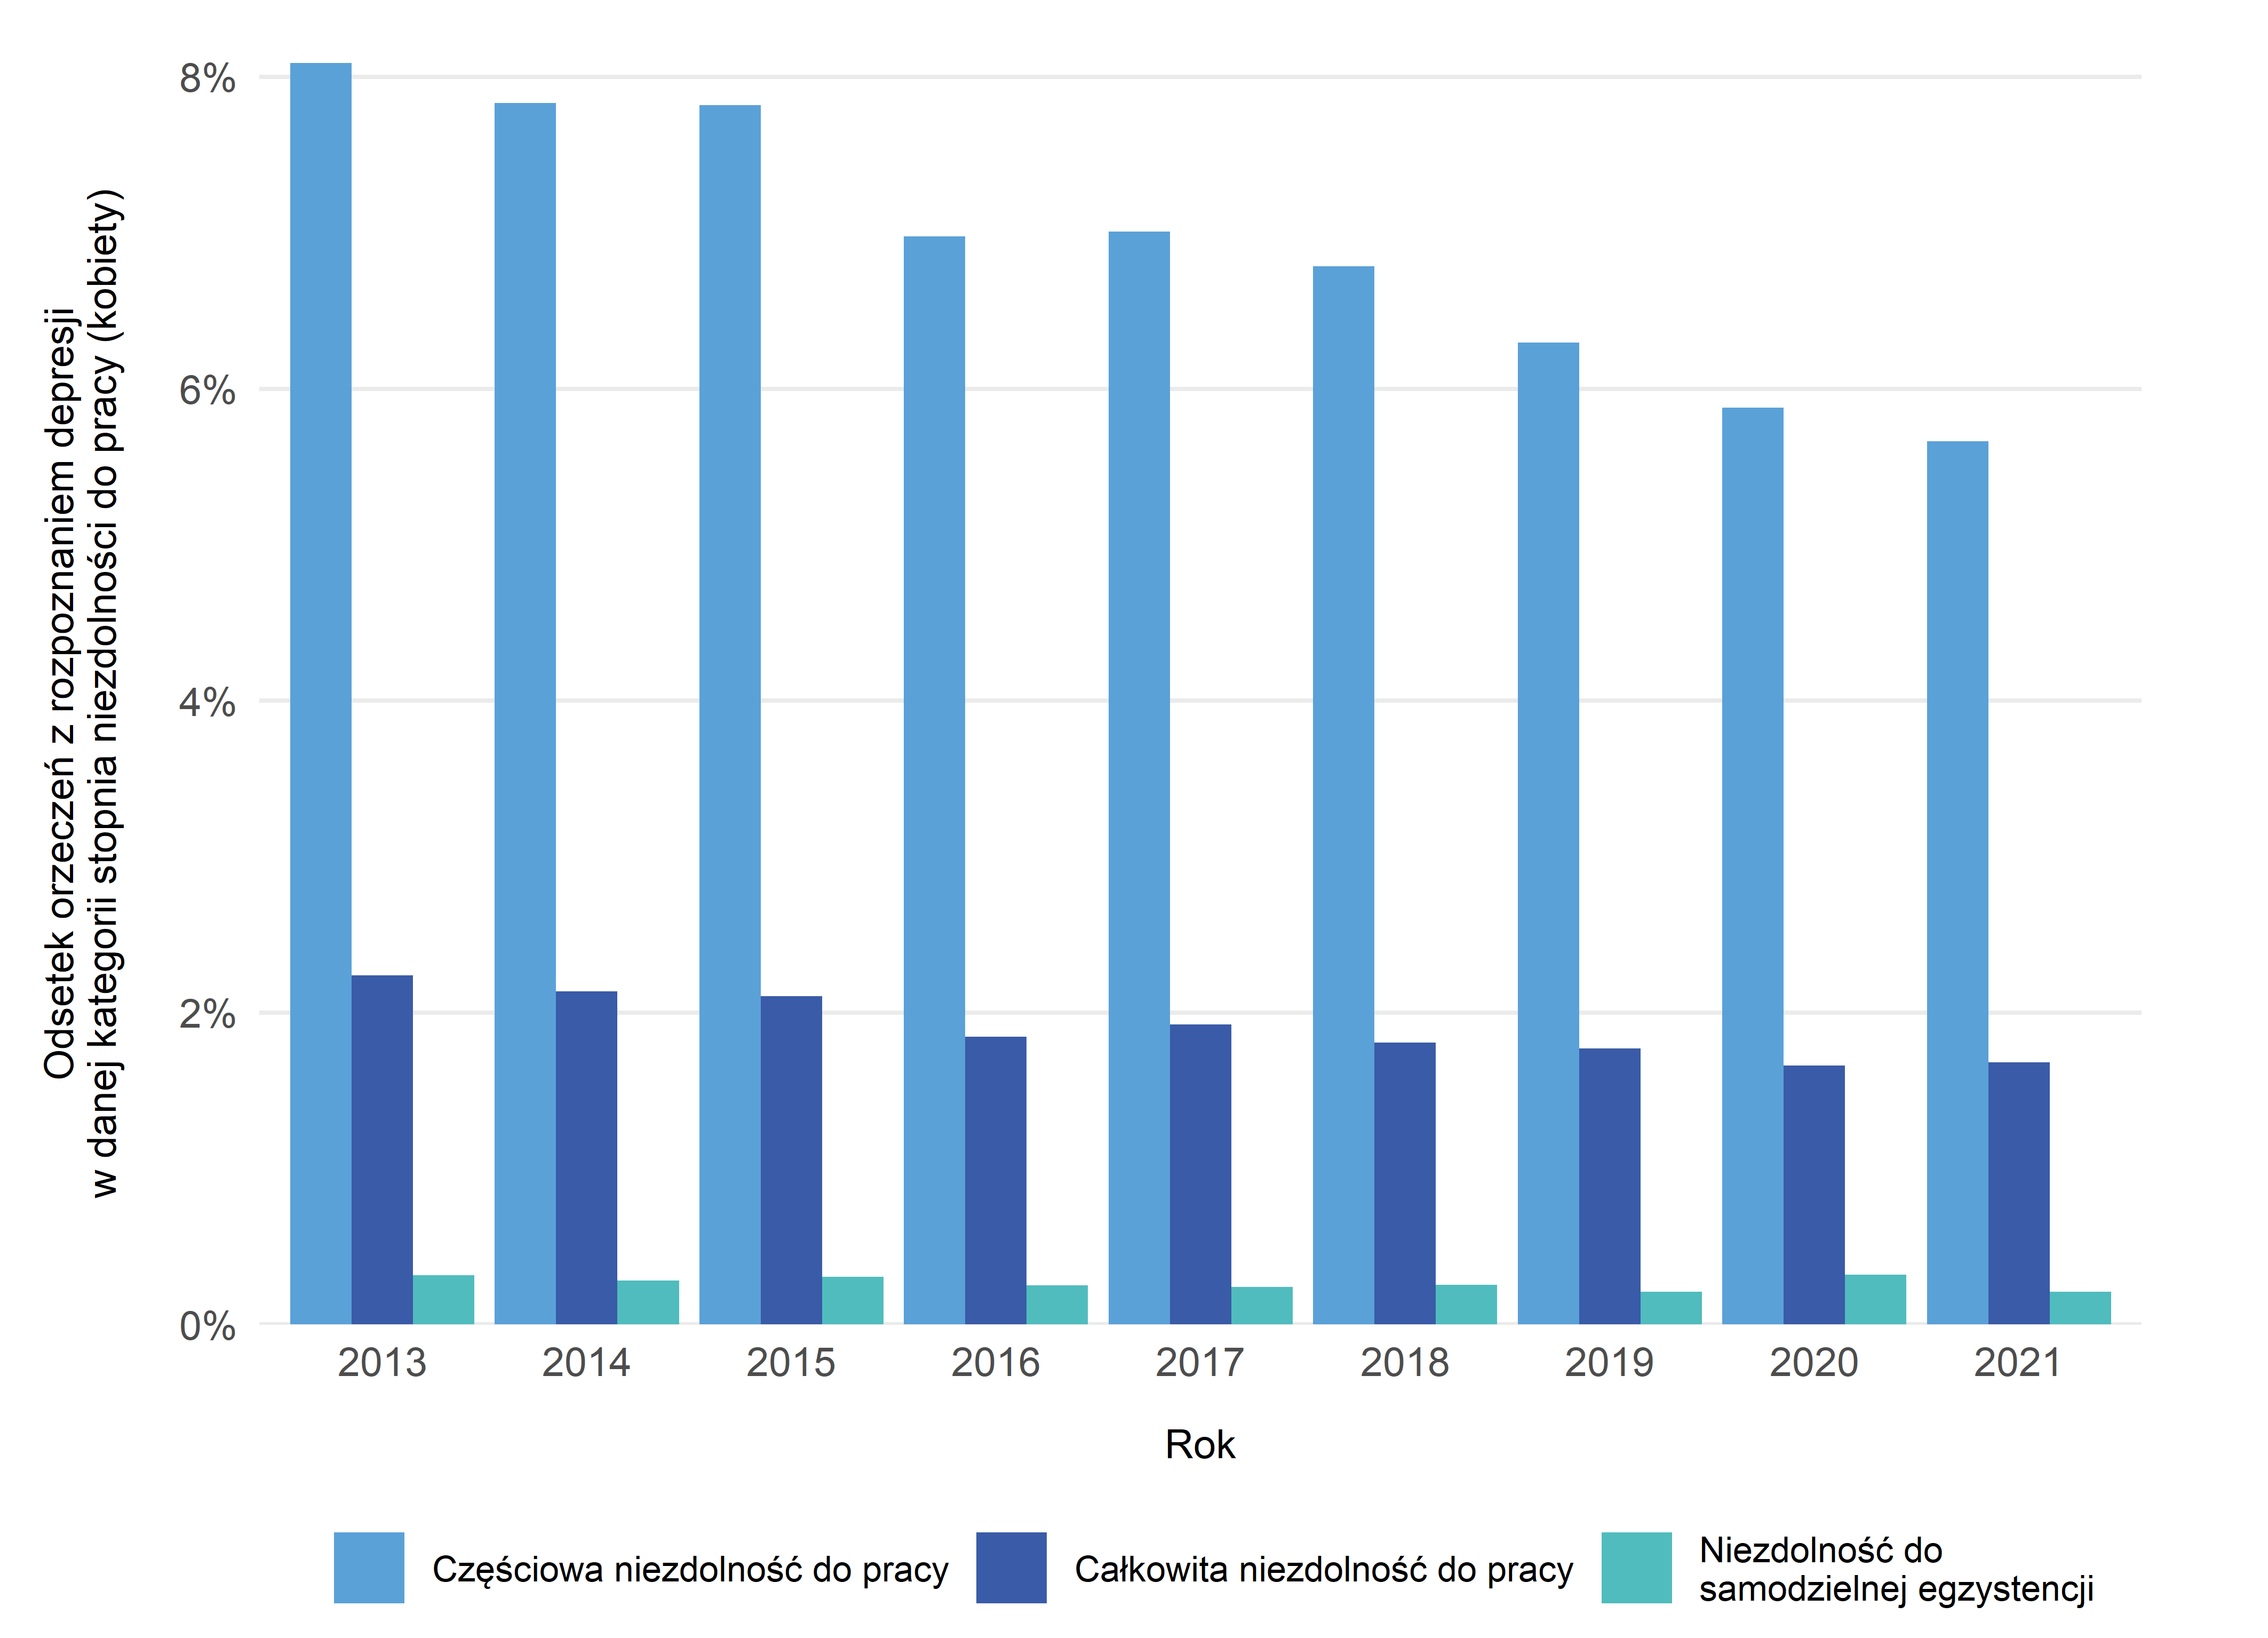 Odsetek orzeczeń z rozpoznaniem depresji
w danej kategorii stopnia niezdolności do pracy (kobiety)
8%
6%
4%
2%
0%
2013 2014 2015 2016 2017 2018 2019 2020 2021
Rok
Częściowa niezdolność do pracy
Całkowita niezdolność do pracy
Niezdolność do
samodzielnej egzystencji